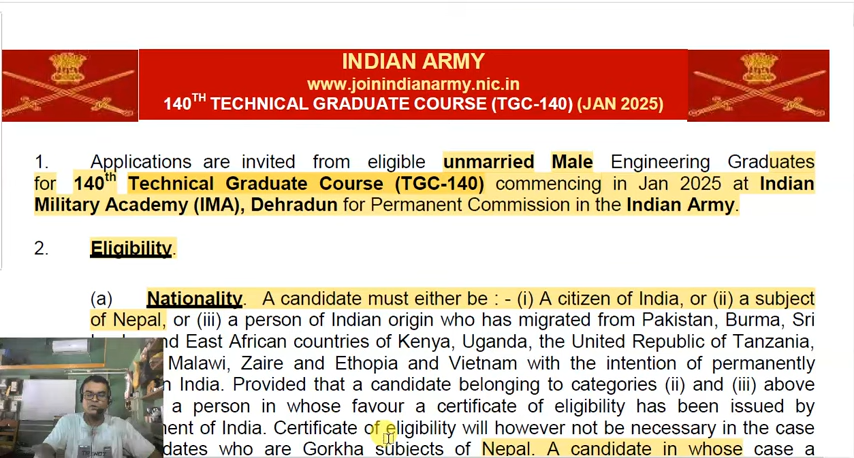 INDIAN ARMY
www.joinindianarmy.nic.in
140TH TECHNICAL GRADUATE COURSE (TGC-140) (JAN 2025)
1. Applications are invited from eligible unmarried Male Engineering Graduates
for 140th Technical Graduate Course (TGC-140) commencing in Jan 2025 at Indian
Military Academy (IMA), Dehradun for Permanent Commission in the Indian Army.
2. Eligibility.
(a) Nationality. A candidate must either be : - (i) A citizen of India, or (ii) a subject
of Nepal, or (iii) a person of Indian origin who has migrated from Pakistan, Burma, Sri
East African countries of Kenya, Uganda, the United Republic of Tanzania,
Malawi, Zaire and Ethopia and Vietnam with the intention of permanently
India. Provided that a candidate belonging to categories (ii) and (iii) above
a person in whose favour a certificate of eligibility has been issued by
of India. Certificate of eligibility will however not be necessary in the case
who are Gorkha subjects of Nepal. A candidate in whose case a